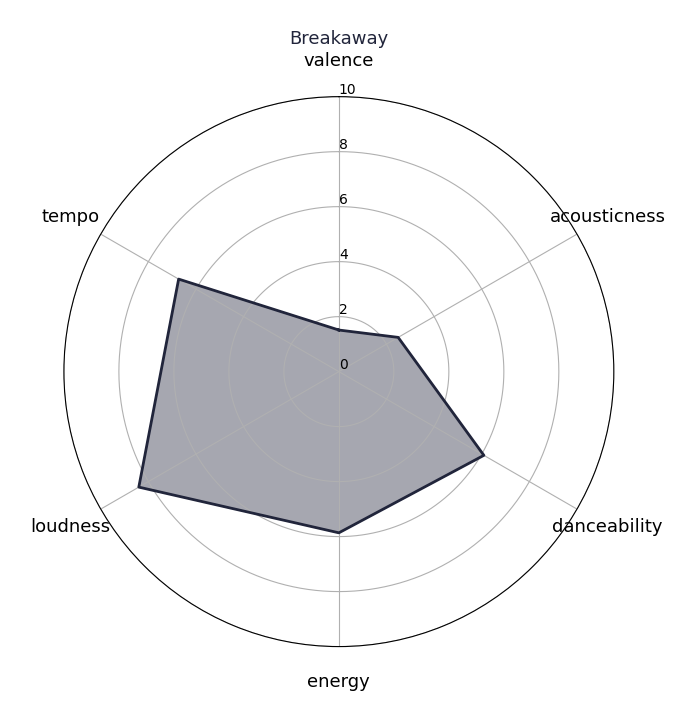 Breakaway
valence
10
8
6
4
2
0
tempo
acousticness
loudness
danceability
energy